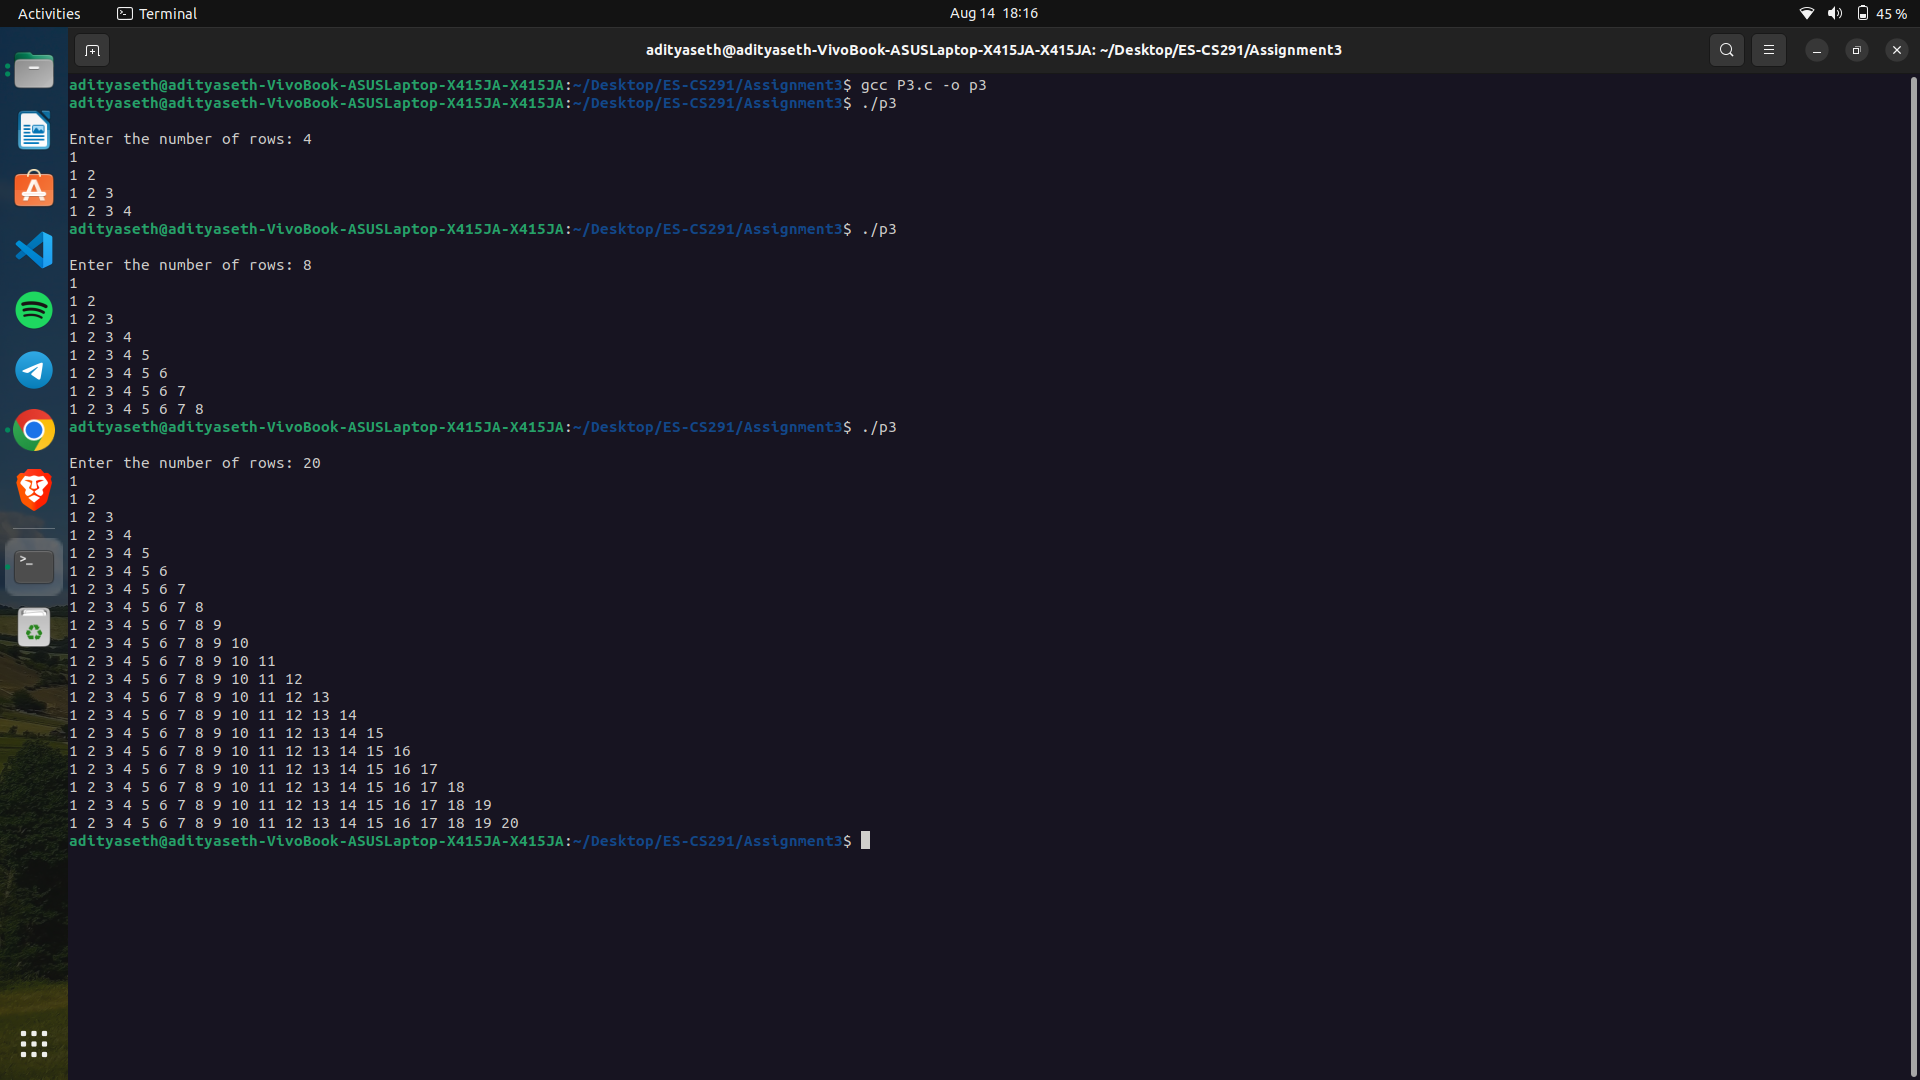 Activities
Terminal
Aug 14 18:16
45 %
adityaseth@adityaseth-VivoBook-ASUSLaptop-X415JA-X415JA: ~/Desktop/ES-CS291/Assignment3
adityaseth@adityaseth-VivoBook-ASUSLaptop-X415JA-X415JA:~/Desktop/ES-CS291/Assignment3$ gcc P3.c -o p3
adityaseth@adityaseth-VivoBook-ASUSLaptop-X415JA-X415JA:~/Desktop/ES-CS291/Assignment3$ ./p3
Enter the number of rows: 4
1
1 2
1 2 3
1 2 3 4
adityaseth@adityaseth-VivoBook-ASUSLaptop-X415JA-X415JA:~/Desktop/ES-CS291/Assignment3$ ./p3
Enter the number of rows: 8
1
1 2
1 2 3
1 2 3 4
1 2 3 4 5
1 2 3 4 5 6
1 2 3 4 5 6 7
1 2 3 4 5 6 7 8
adityaseth@adityaseth-VivoBook-ASUSLaptop-X415JA-X415JA:~/Desktop/ES-CS291/Assignment3$ ./p3
Enter the number of rows: 20
1
1 2
1 2 3
1 2 3 4
1 2 3 4 5
1 2 3 4 5 6
1 2 3 4 5 6 7
1 2 3 4 5 6 7 8
1 2 3 4 5 6 7 8 9
1 2 3 4 5 6 7 8 9 10
1 2 3 4 5 6 7 8 9 10 11
1 2 3 4 5 6 7 8 9 10 11 12
1 2 3 4 5 6 7 8 9 10 11 12 13
1 2 3 4 5 6 7 8 9 10 11 12 13 14
1 2 3 4 5 6 7 8 9 10 11 12 13 14 15
1 2 3 4 5 6 7 8 9 10 11 12 13 14 15 16
1 2 3 4 5 6 7 8 9 10 11 12 13 14 15 16 17
1 2 3 4 5 6 7 8 9 10 11 12 13 14 15 16 17 18
1 2 3 4 5 6 7 8 9 10 11 12 13 14 15 16 17 18 19
1 2 3 4 5 6 7 8 9 10 11 12 13 14 15 16 17 18 19 20
adityaseth@adityaseth-VivoBook-ASUSLaptop-X415JA-X415JA:~/Desktop/ES-CS291/Assignment3$